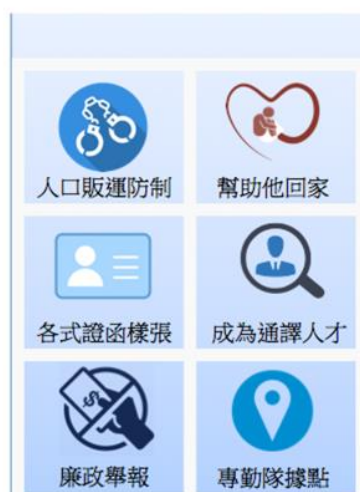 人口販運防制
幫助他回家
各式證函樣張
成為通譯人才
廉政舉報
專勤隊據點